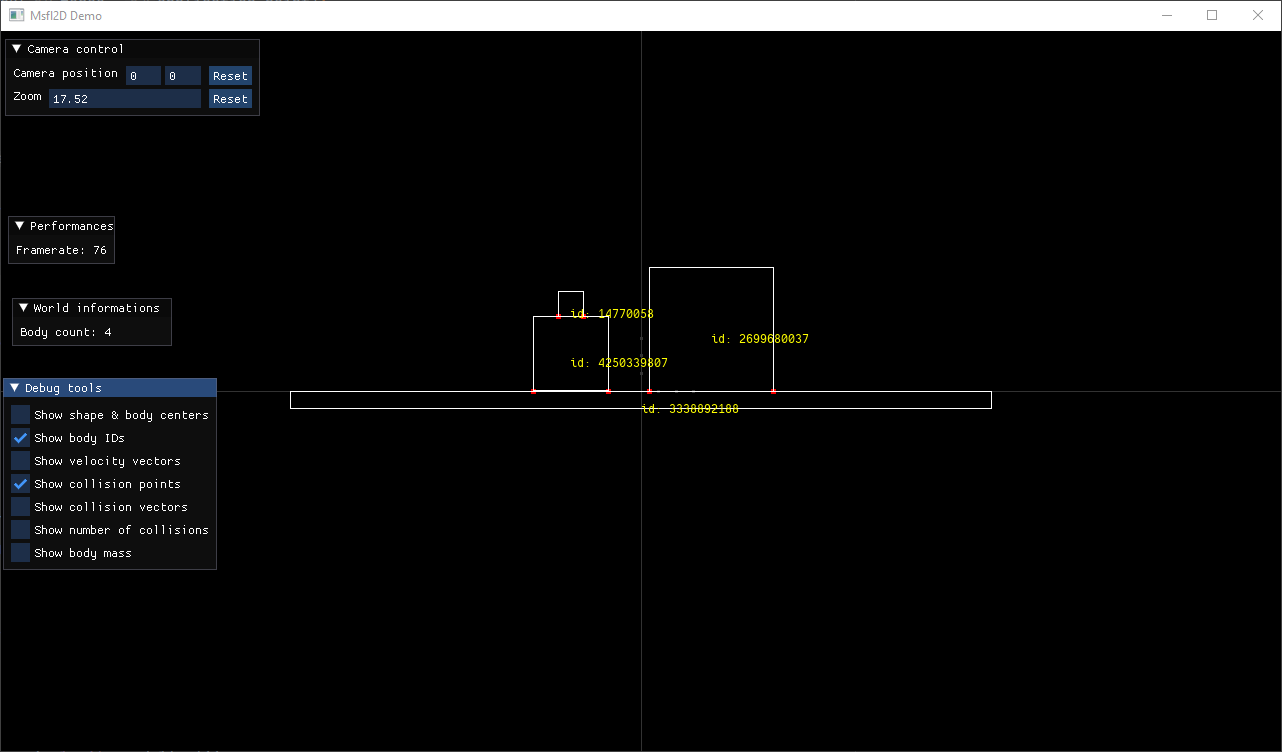 Msfl2D Demo
Camera control
Camera position 0 0 Reset
Zoom 17.52 Reset
Performances
Framerate: 76
World informations
Body count: 4
id: 14770058
id: 2699680037
id: 4250339807
id: 3338892188
Debug tools
Show shape & body centers
Show body IDs
Show velocity vectors
Show collision points
Show collision vectors
Show number of collisions
Show body mass